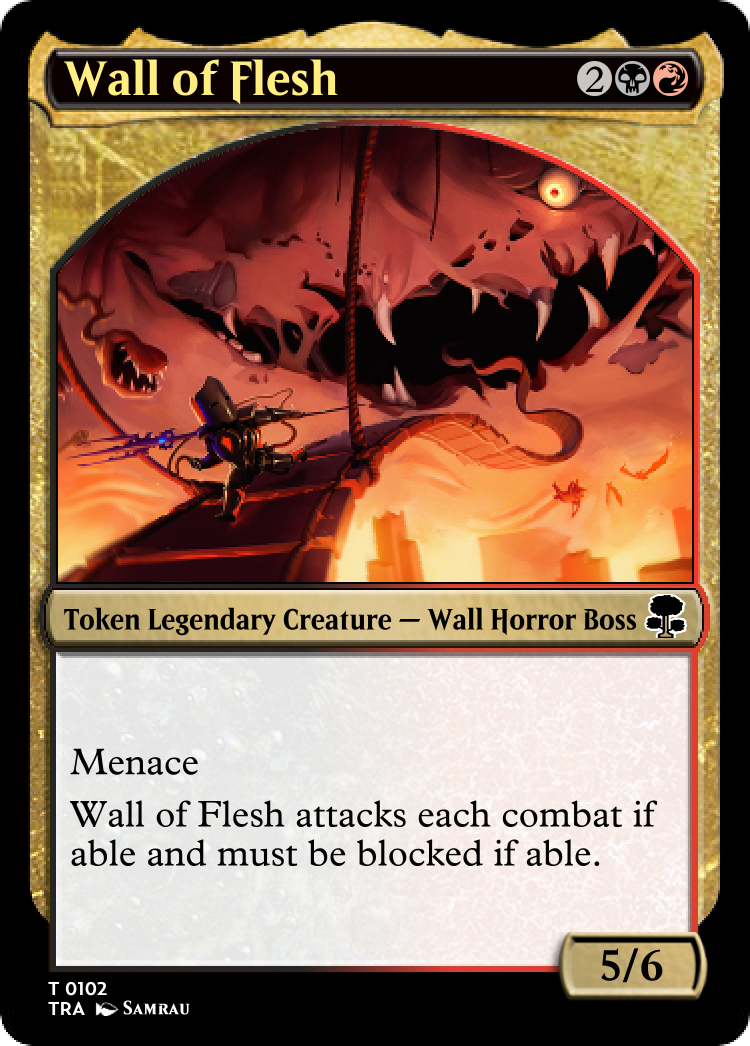 Wall of Flesh 2
Token Legendary Creature — Wall Horror Boss
Menace
Wall of Flesh attacks each combat if
able and must be blocked if able.
5/6
T 0102
TRA Samrau